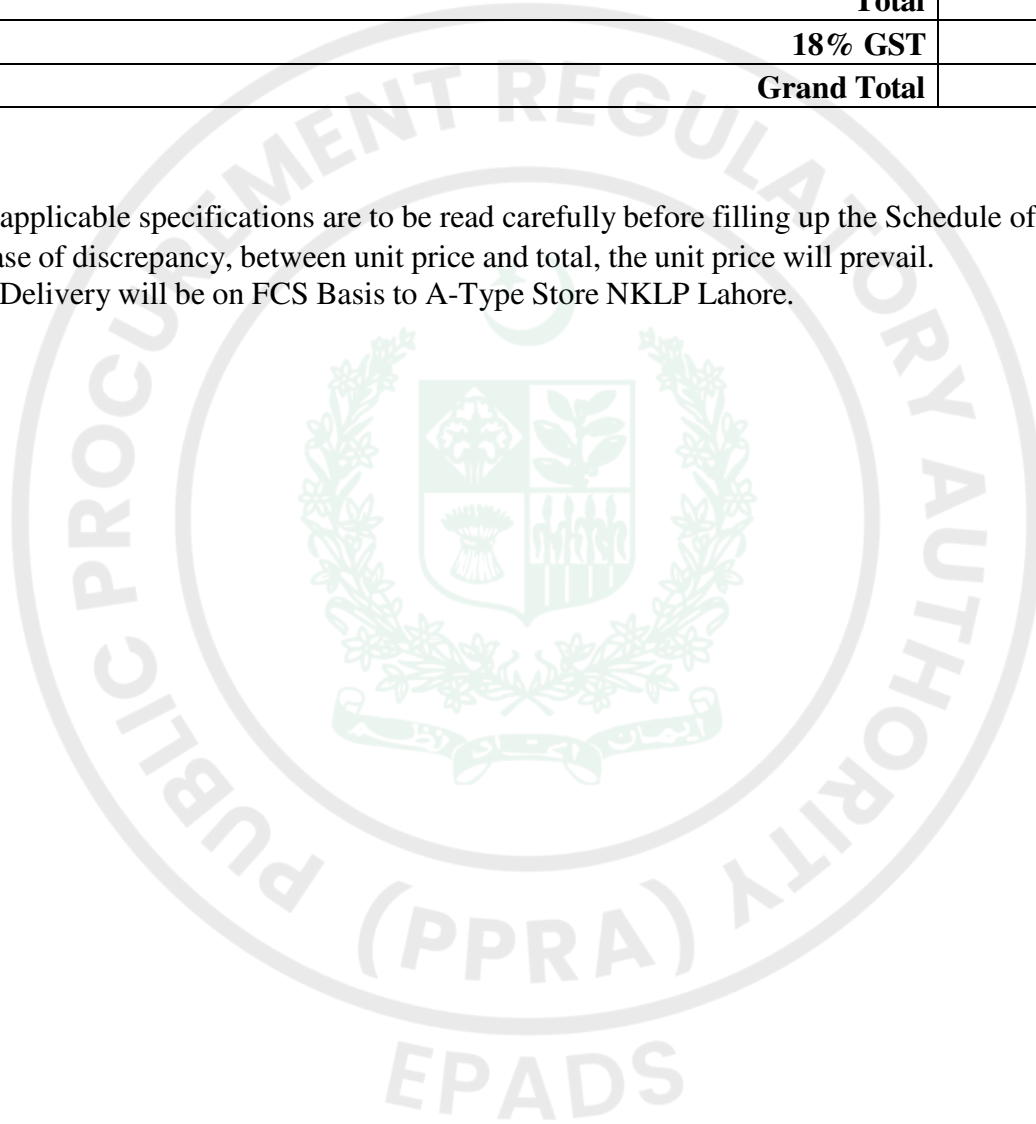 Total
18% GST
Grand Total
applicable specifications are to be read carefully before filling up the Schedule of
ase of discrepancy, between unit price and total, the unit price will prevail.
Delivery will be on FCS Basis to A-Type Store NKLP Lahore.
PUBLIC PROCUREMENT REGULATORY AUTHORITY
(PPRA)
EPADS